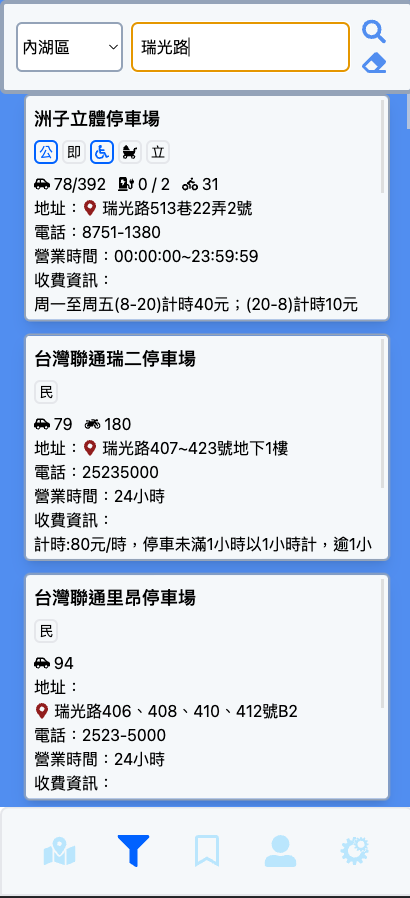 內湖區
瑞光路
洲子立體停車場
公 即 立
78/392 0 / 2 31
地址：瑞光路513巷22弄2號
電話：8751-1380
營業時間：00:00:00~23:59:59
收費資訊：
周一至周五(8-20)計時40元；(20-8)計時10元
台灣聯通瑞二停車場
民
79 180
地址：瑞光路407~423號地下1樓
電話：25235000
營業時間：24小時
收費資訊：
計時:80元/時，停車未滿1小時以1小時計，逾1小
台灣聯通里昂停車場
民
94
地址：
瑞光路406、408、410、412號B2
電話：2523-5000
營業時間：24小時
收費資訊：